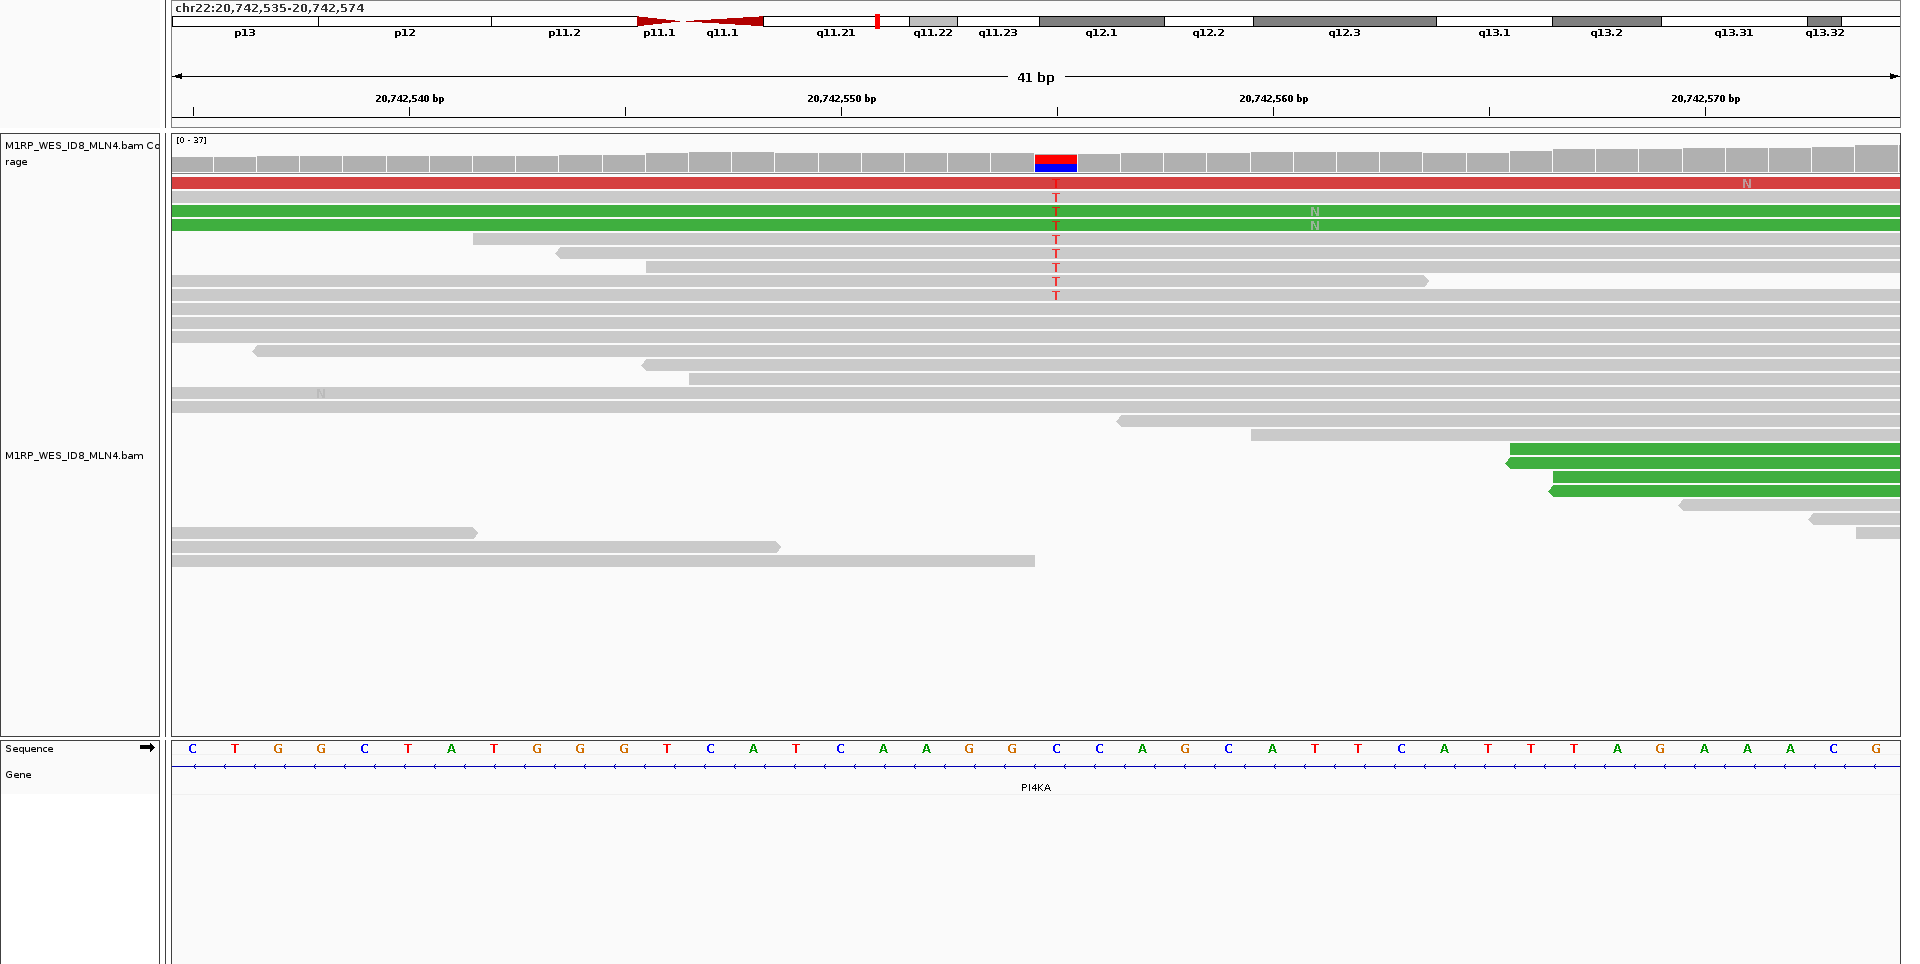 chr22:20,742,535-20,742,574
p13 p12 p11.2 p11.1 q11.1 q11.21 q11.22 q11.23 q12.1 q12.2 q12.3 q13.1 q13.2 q13.31 q13.32
41 bp
20,742,540 bp 20,742,550 bp 20,742,560 bp 20,742,570 bp
M1RP_WES_ID8_MLN4.bam Co
rage
[0 - 37]
T N
T
T N
T N
T
T
T
T
T
N
M1RP_WES_ID8_MLN4.bam
Sequence C T G G C T A T G G G T C A T C A A G G C C A G C A T T C A T T T A G A A A C G
Gene
PI4KA